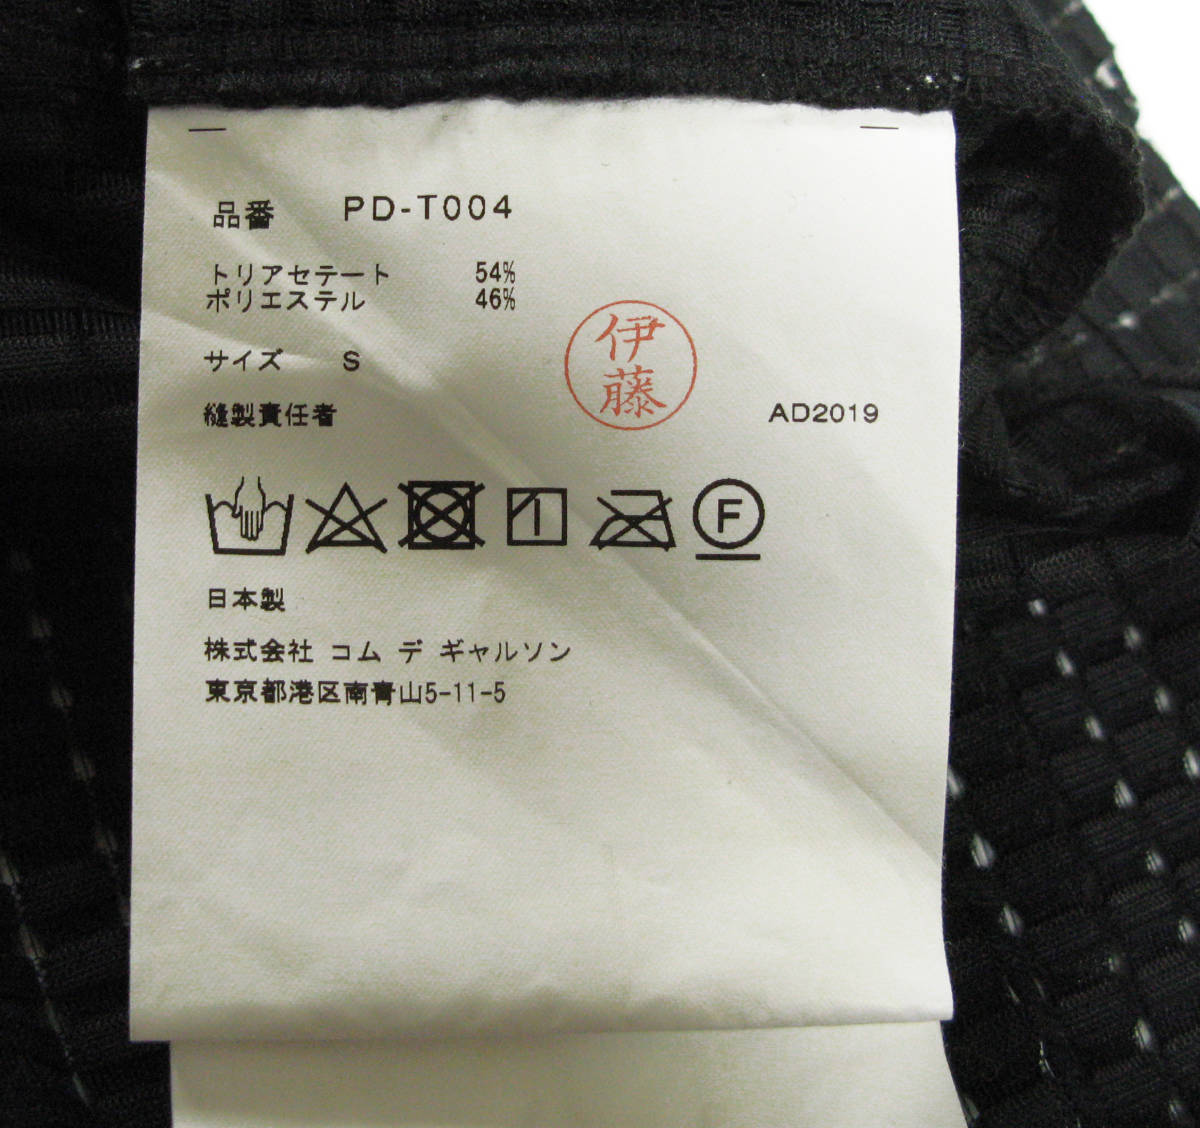 品番 PD-T004
トリアセテート 54%
ポリエステル 46%
サイズ S
伊藤
縫製責任者 AD2019
F
日本製
株式会社 コム デ ギャルソン
東京都港区南青山5-11-5